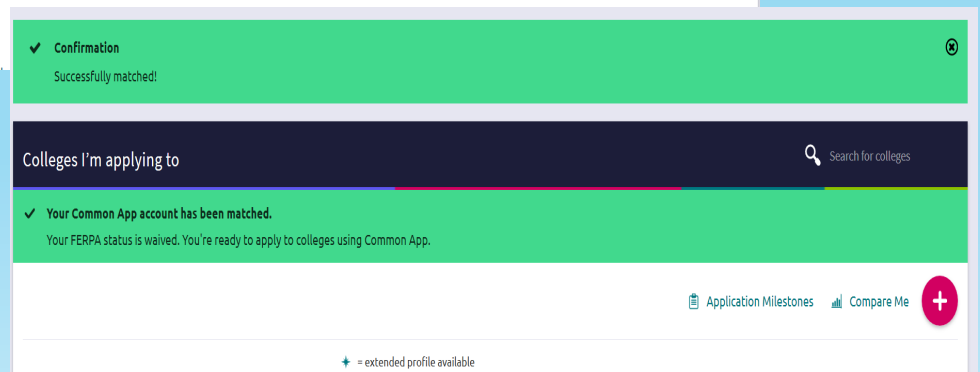 Confirmation
Successfully matched!
Colleges I'm applying to
Search for colleges
Your Common App account has been matched.
Your FERPA status is waived. You're ready to apply to colleges using Common App.
Application Milestones Compare Me
= extended profile available